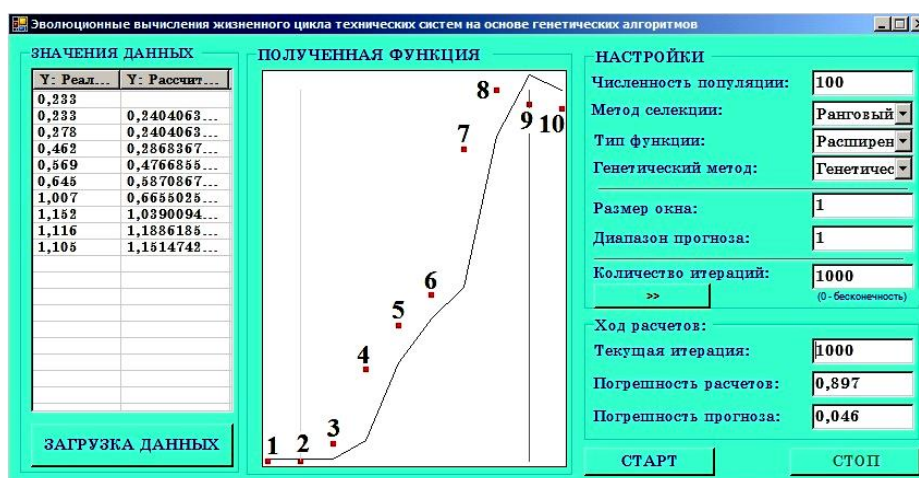 Эволюционные вычисления жизненного цикла технических систем на основе генетических алгоритмов
ЗНАЧЕНИЯ ДАННЫХ
Y: Реал... Y: Рассчит...
0,233
0,233 0,2404063...
0,278 0,2404063...
0,462 0,2868367...
0,569 0,4766855...
0,645 0,5870867...
1,007 0,6655025...
1,152 1,0390094...
1,116 1,1886185...
1,105 1,1514742...
ЗАГРУЗКА ДАННЫХ
ПОЛУЧЕННАЯ ФУНКЦИЯ
1 2 3 4 5 6 7 8 9 10
НАСТРОЙКИ
Численность популяции: 100
Метод селекции: Ранговый
Тип функции: Расширен
Генетический метод: Генетичес
Размер окна: 1
Диапазон прогноза: 1
Количество итераций: 1000
>> (0 - бесконечность)
Ход расчетов:
Текущая итерация: 1000
Погрешность расчетов: 0,897
Погрешность прогноза: 0,046
СТАРТ СТОП